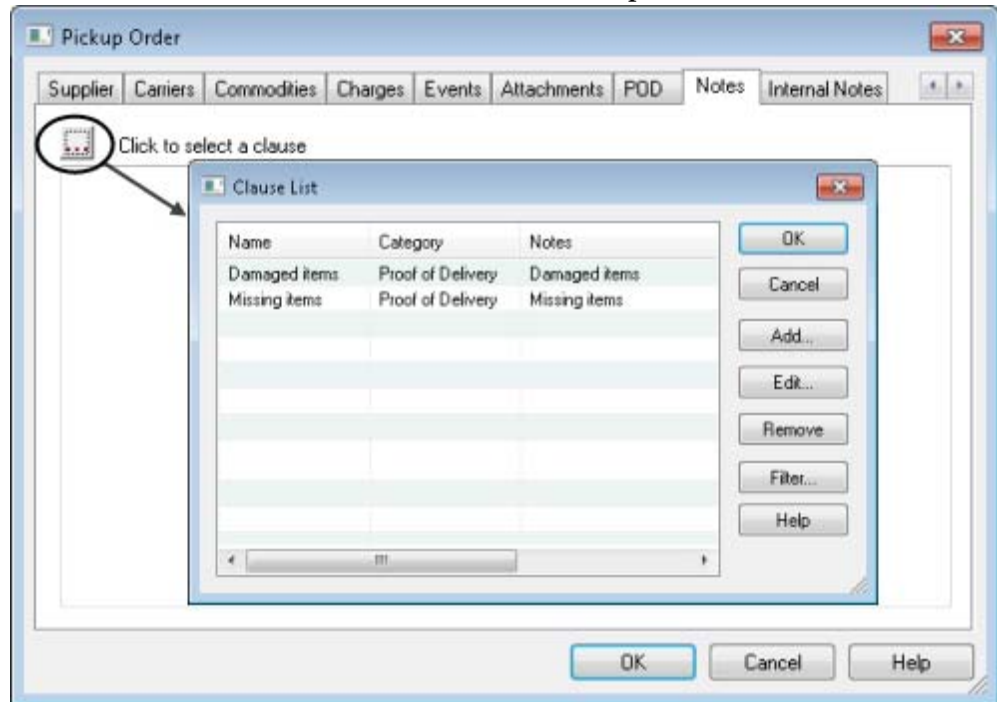 Pickup Order
Supplier Carriers Commodities Charges Events Attachments POD Notes Internal Notes
... Click to select a clause
Clause List
Name Category Notes
Damaged items Proof of Delivery Damaged items
Missing items Proof of Delivery Missing items
OK
Cancel
Add...
Edit...
Remove
Filter...
Help
OK Cancel Help